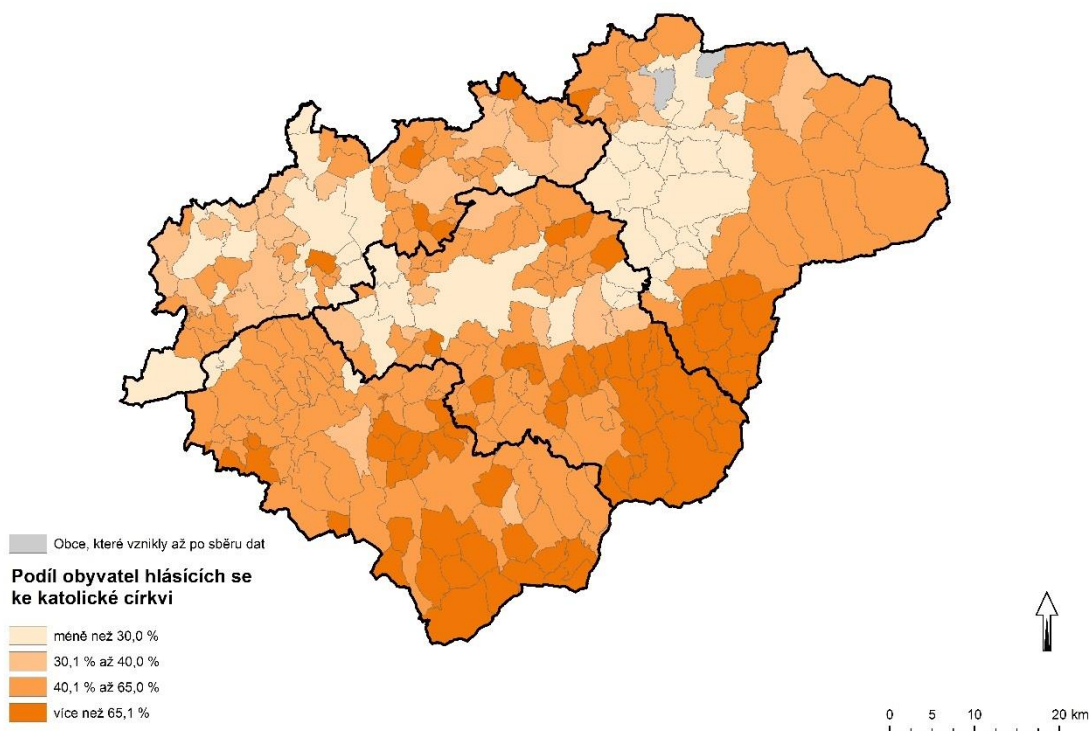 Obce, které vznikly až po sběru dat
Podíl obyvatel hlásících se
ke katolické církvi
méně než 30,0 %
30,1 % až 40,0 %
40,1 % až 65,0 %
více než 65,1 %
0 5 10 20 km